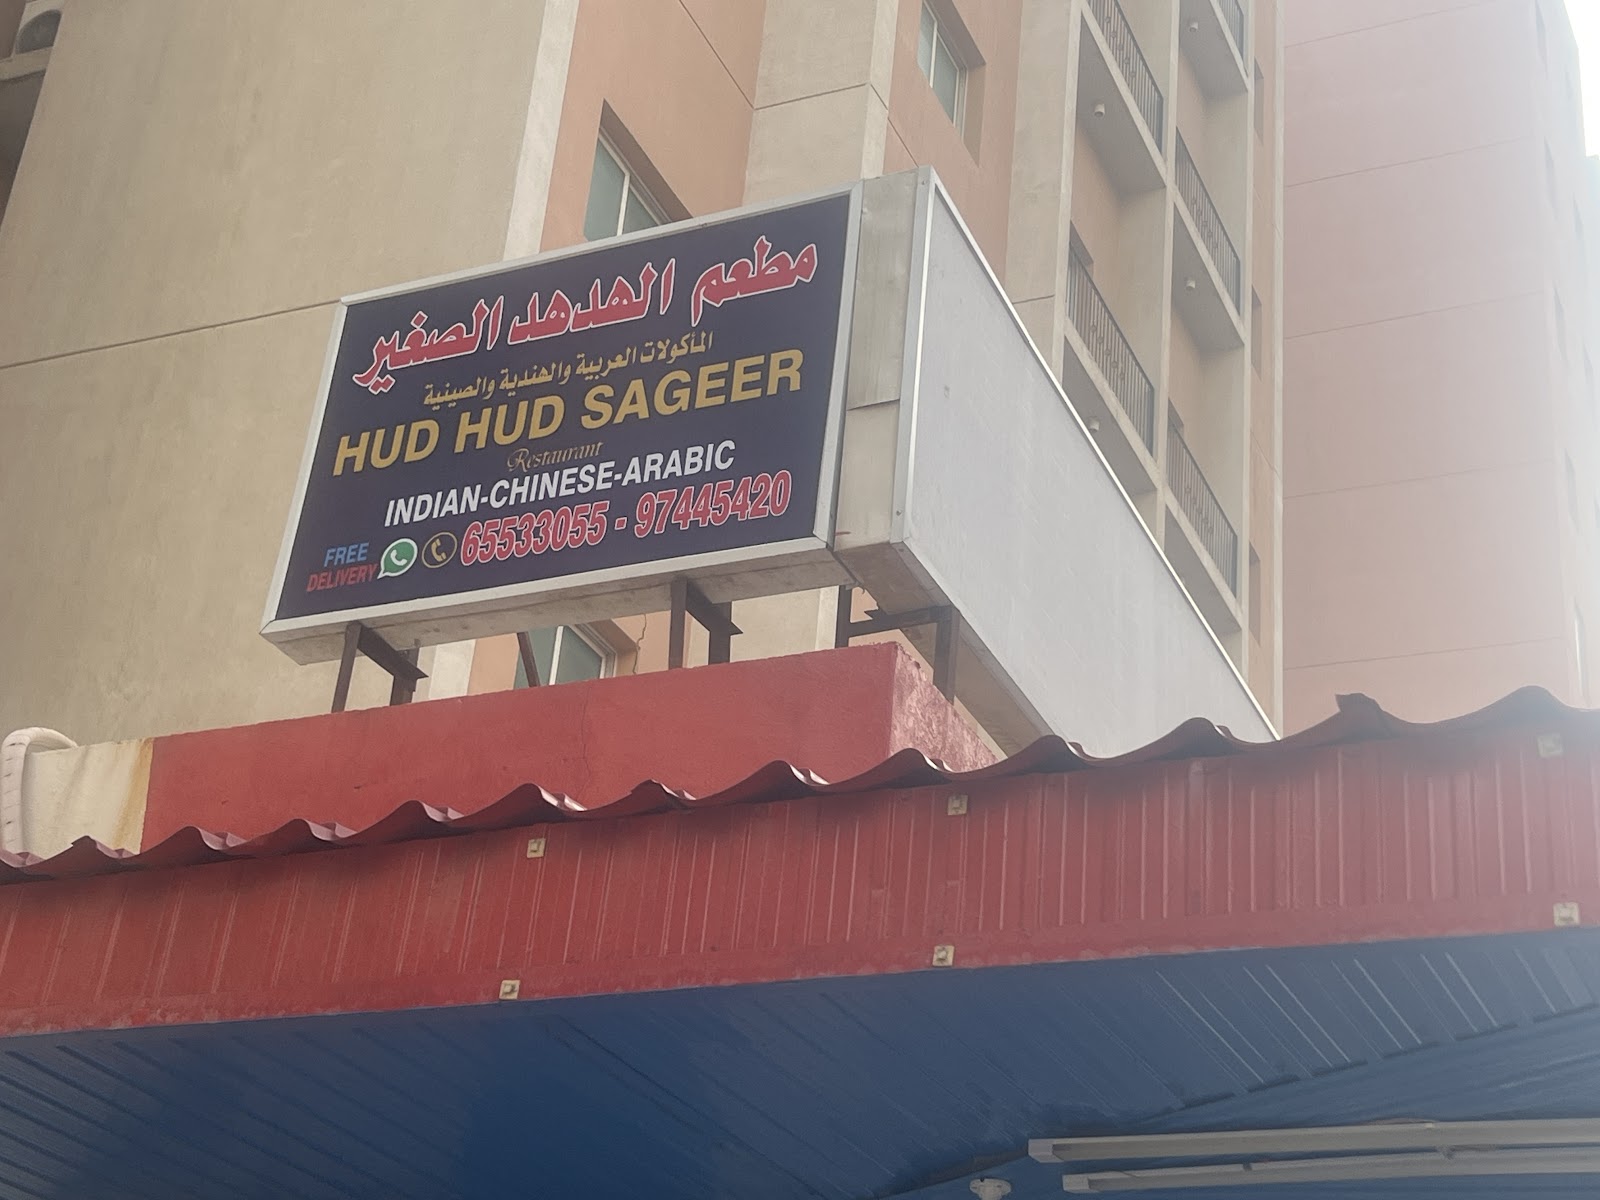 مطعم الهدهد الصغير
المأكولات العربية والهندية والصينية
HUD HUD SAGEER
Restaurant
INDIAN-CHINESE-ARABIC
FREE DELIVERY 65533055 - 97445420